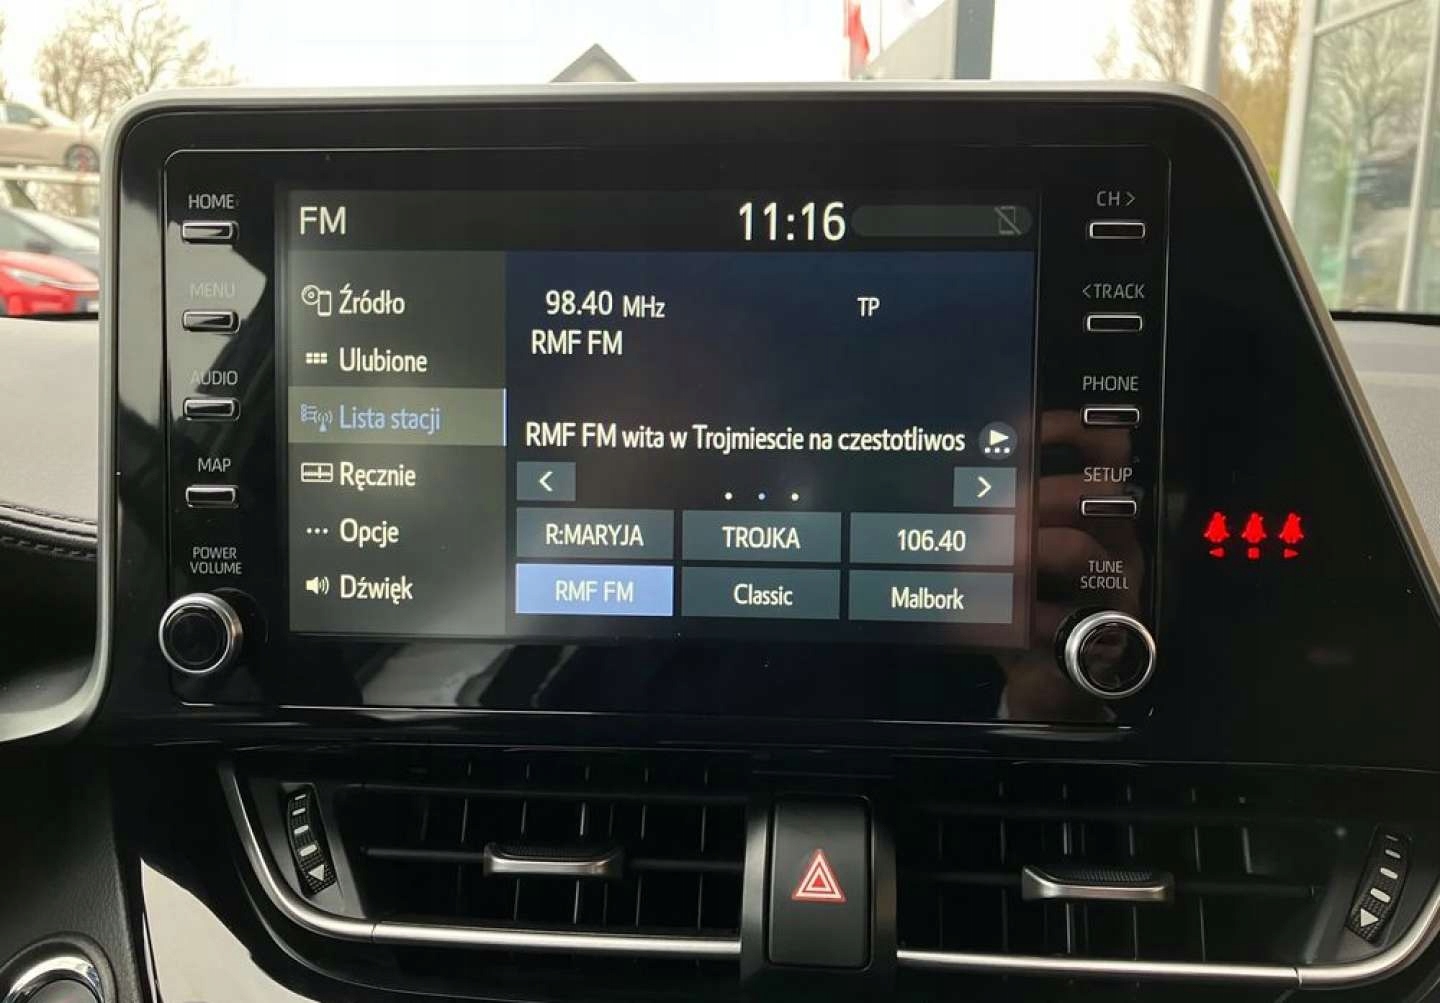 HOME
MENU
AUDIO
MAP
POWER
VOLUME
FM
11:16
Źródło
Ulubione
Lista stacji
Ręcznie
Opcje
Dźwięk
98.40 MHz
TP
RMF FM
RMF FM wita w Trojmiescie na czestotliwos
<
>
R:MARYJA
TROJKA
106.40
RMF FM
Classic
Malbork
CH >
<TRACK
PHONE
SETUP
TUNE
SCROLL